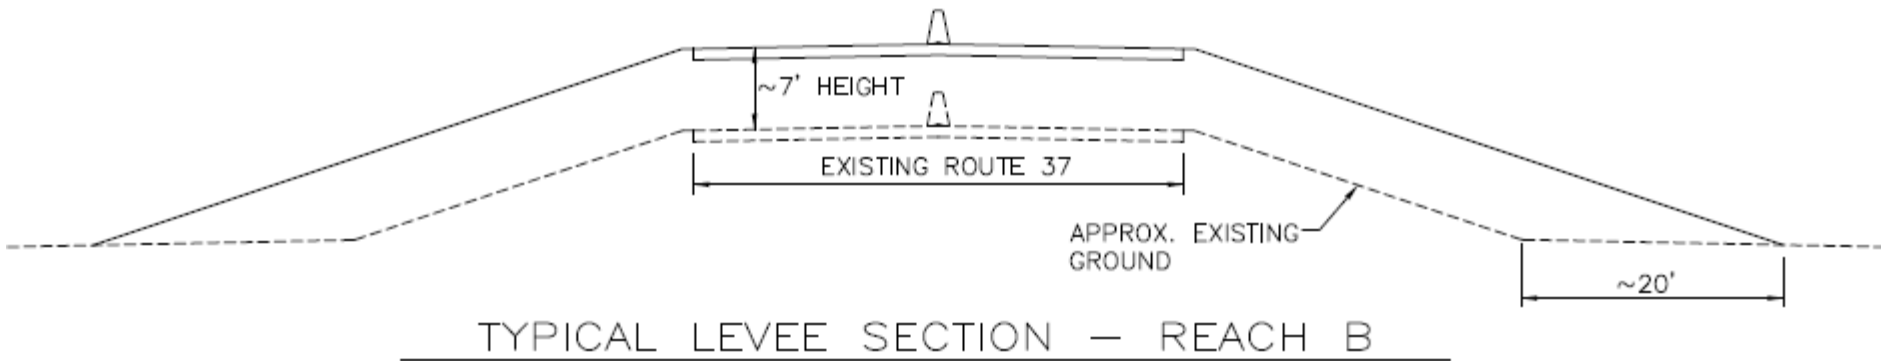 ~7' HEIGHT
EXISTING ROUTE 37
APPROX. EXISTING
GROUND
~20'
TYPICAL LEVEE SECTION – REACH B